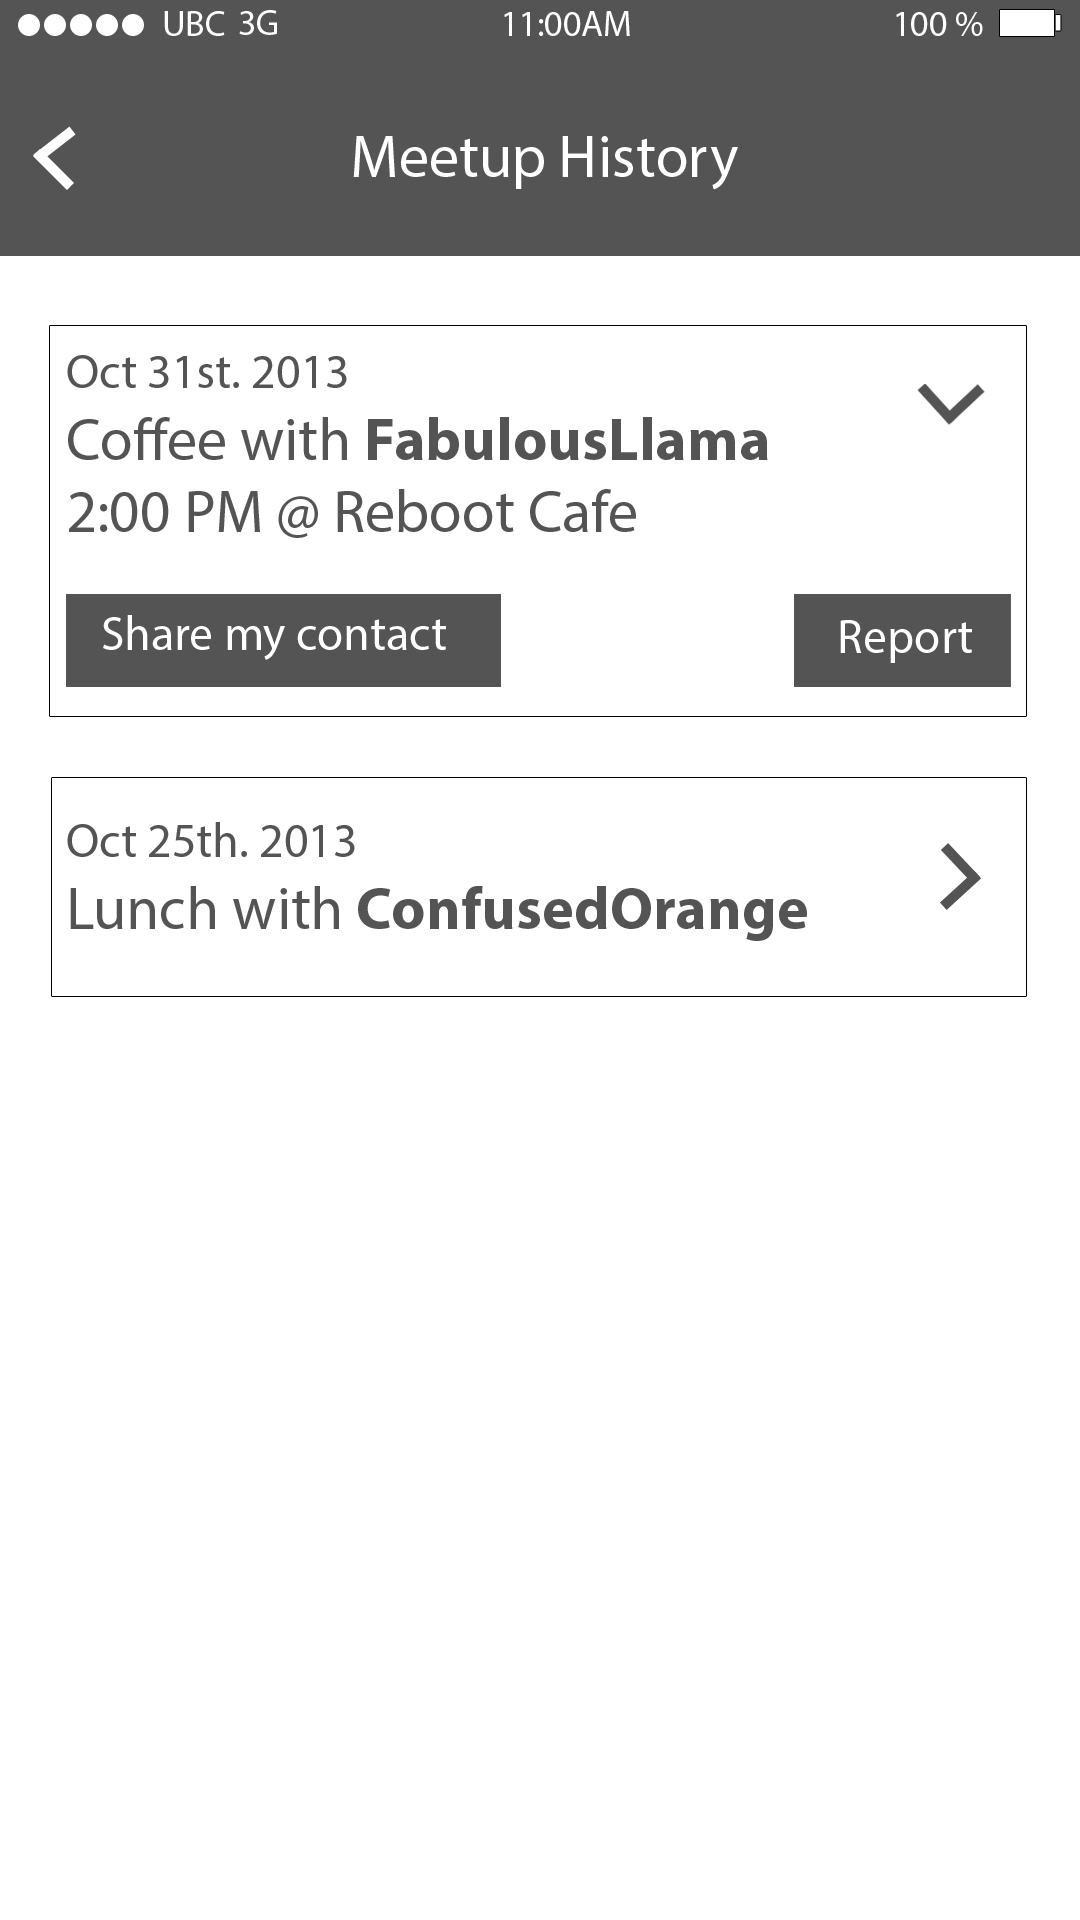 UBC 3G 11:00AM 100 %
Meetup History
Oct 31st. 2013
Coffee with FabulousLlama
2:00 PM @ Reboot Cafe
Share my contact Report
Oct 25th. 2013
Lunch with ConfusedOrange